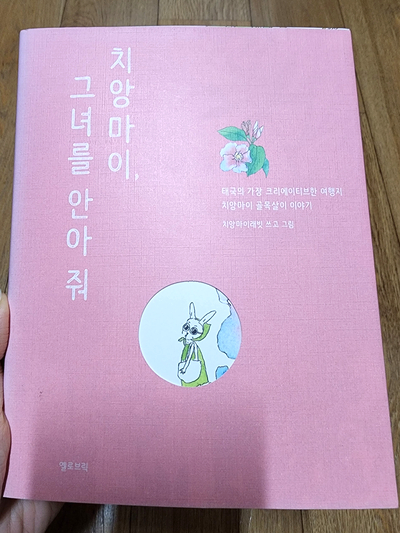 치앙마이,
그녀를 안아 줘
태국의 가장 크리에이티브한 여행지
치앙마이 골목살이 이야기
치앙마이래빗 쓰고 그림
옐로브릭